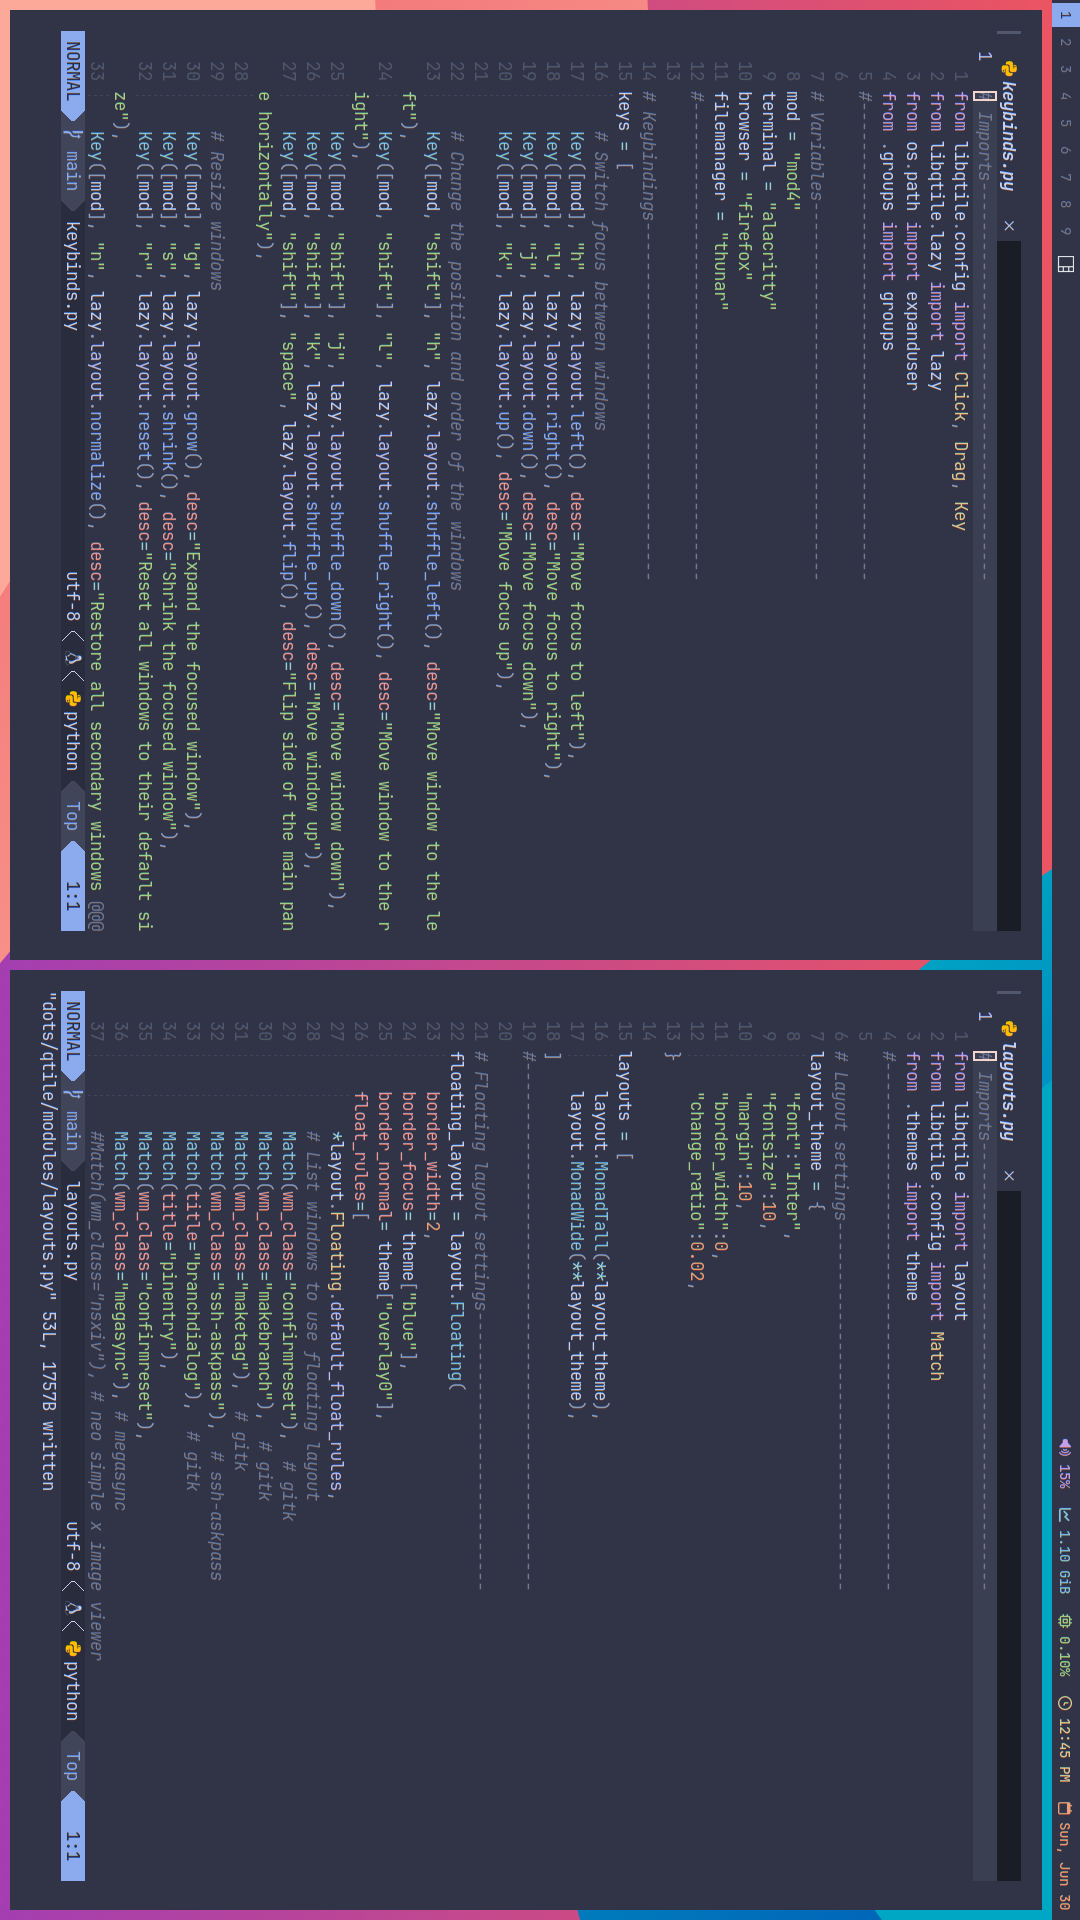 1 2 3 4 5 6 7 8 9
15% 1.10 GiB 0.10% 12:45 PM Sun, Jun 30
keybinds.py ×
1 # Imports------------------------------------------
1 from libqtile.config import Click, Drag, Key
2 from libqtile.lazy import lazy
3 from os.path import expanduser
4 from .groups import groups
5 #---------------------------------------------------
6
7 # Variables----------------------------------------
8 mod = "mod4"
9 terminal = "alacritty"
10 browser = "firefox"
11 filemanager = "thunar"
12 #---------------------------------------------------
13
14 # Keybindings--------------------------------------
15 keys = [
16 # Switch focus between windows
17 Key([mod], "h", lazy.layout.left(), desc="Move focus to left"),
18 Key([mod], "l", lazy.layout.right(), desc="Move focus to right"),
19 Key([mod], "j", lazy.layout.down(), desc="Move focus down"),
20 Key([mod], "k", lazy.layout.up(), desc="Move focus up"),
21
22 # Change the position and order of the windows
23 Key([mod, "shift"], "h", lazy.layout.shuffle_left(), desc="Move window to the le
ft"),
24 Key([mod, "shift"], "l", lazy.layout.shuffle_right(), desc="Move window to the r
ight"),
25 Key([mod, "shift"], "j", lazy.layout.shuffle_down(), desc="Move window down"),
26 Key([mod, "shift"], "k", lazy.layout.shuffle_up(), desc="Move window up"),
27 Key([mod, "shift"], "space", lazy.layout.flip(), desc="Flip side of the main pan
e horizontally"),
28
29 # Resize windows
30 Key([mod], "g", lazy.layout.grow(), desc="Expand the focused window"),
31 Key([mod], "s", lazy.layout.shrink(), desc="Shrink the focused window"),
32 Key([mod], "r", lazy.layout.reset(), desc="Reset all windows to their default si
ze"),
33 Key([mod], "n", lazy.layout.normalize(), desc="Restore all secondary windows @@@
NORMAL main keybinds.py utf-8 python Top 1:1
layouts.py ×
1 # Imports------------------------------------------
1 from libqtile import layout
2 from libqtile.config import Match
3 from .themes import theme
4 #---------------------------------------------------
5
6 # Layout settings----------------------------------
7 layout_theme = {
8 "font":"Inter",
9 "fontsize":10,
10 "margin":10,
11 "border_width":0,
12 "change_ratio":0.02,
13 }
14
15 layouts = [
16 layout.MonadTall(**layout_theme),
17 layout.MonadWide(**layout_theme),
18 ]
19 #---------------------------------------------------
20
21 # Floating layout settings-------------------------
22 floating_layout = layout.Floating(
23 border_width=2,
24 border_focus= theme["blue"],
25 border_normal= theme["overlay0"],
26 float_rules=[
27 *layout.Floating.default_float_rules,
28 # List windows to use floating layout
29 Match(wm_class="confirmreset"), # gitk
30 Match(wm_class="makebranch"), # gitk
31 Match(wm_class="maketag"), # gitk
32 Match(wm_class="ssh-askpass"), # ssh-askpass
33 Match(title="branchdialog"), # gitk
34 Match(title="pinentry"),
35 Match(wm_class="confirmreset"),
36 Match(wm_class="megasync"), # megasync
37 #Match(wm_class="nsxiv"), # neo simple x image viewer
NORMAL main layouts.py utf-8 python Top 1:1
"dots/qtile/modules/layouts.py" 53L, 1757B written